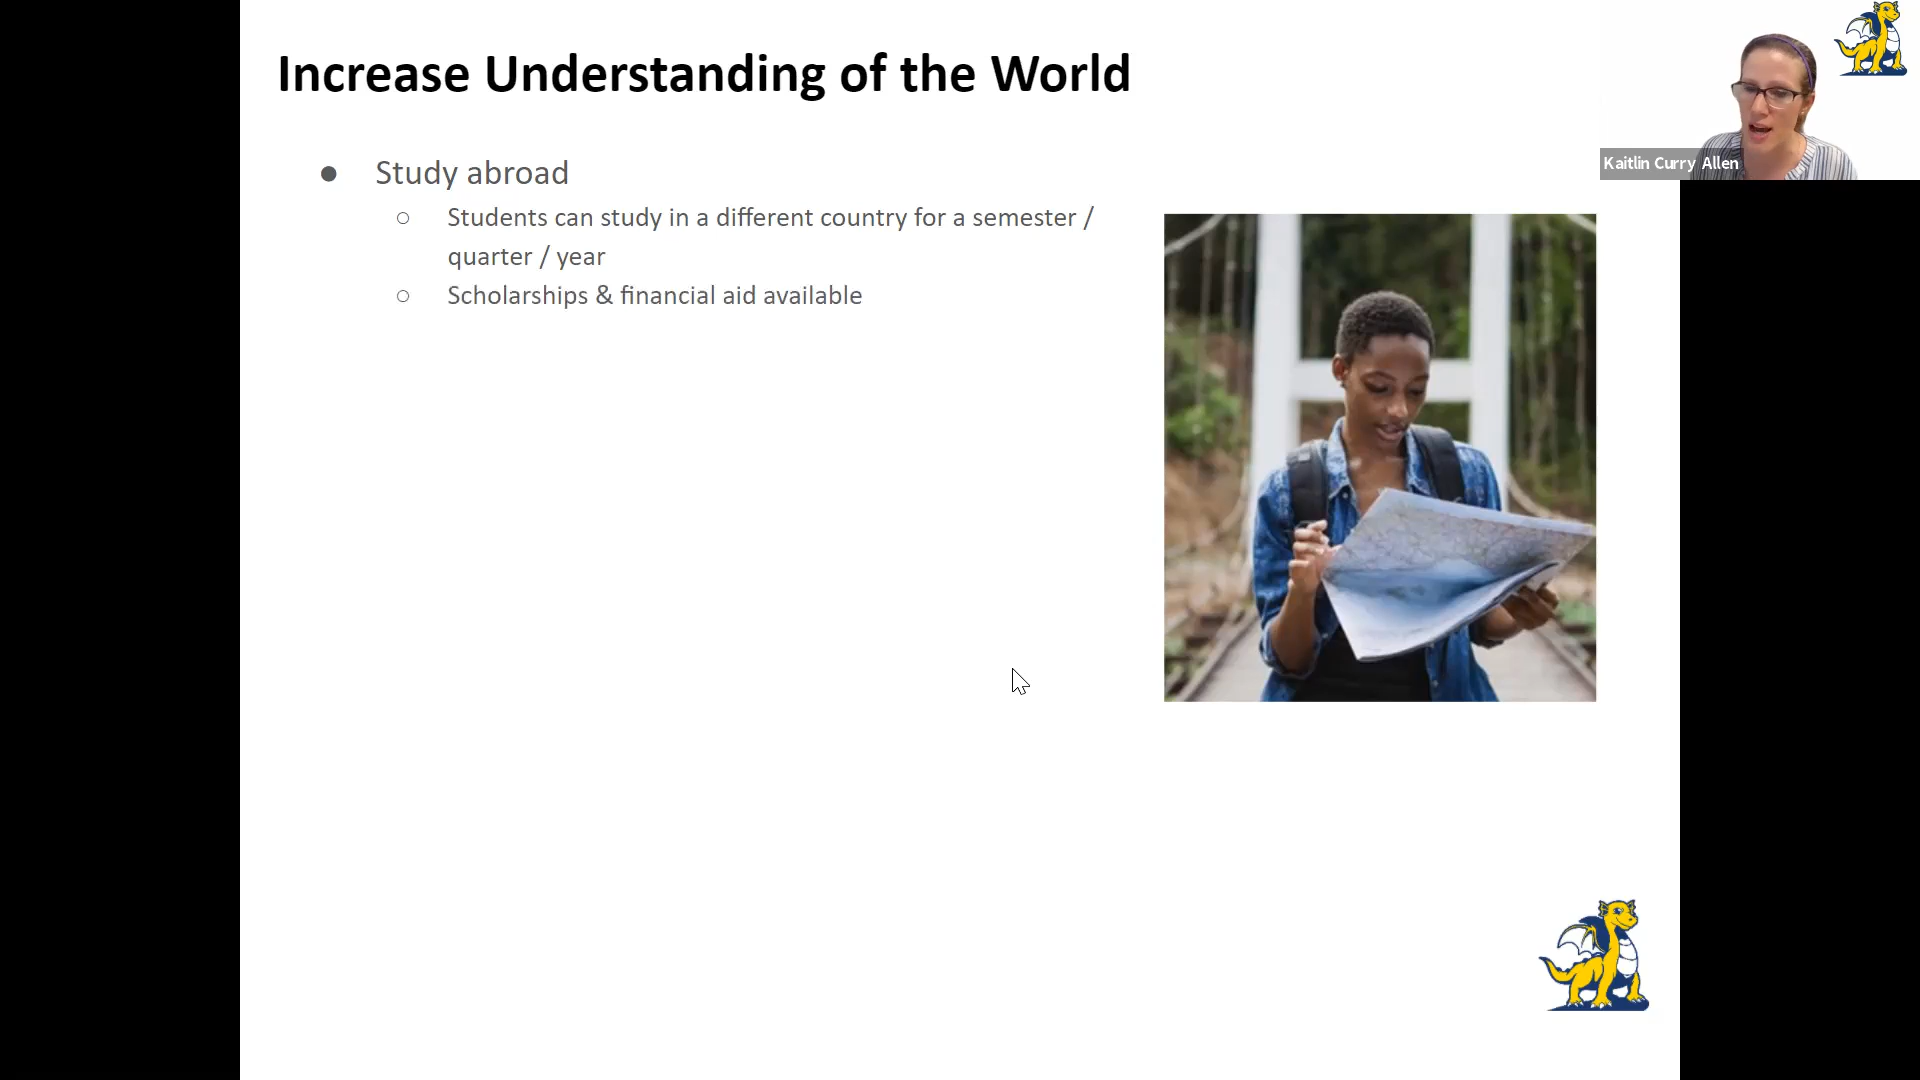 Increase Understanding of the World
Kaitlin Curry Allen
● Study abroad
○ Students can study in a different country for a semester /
quarter / year
○ Scholarships & financial aid available